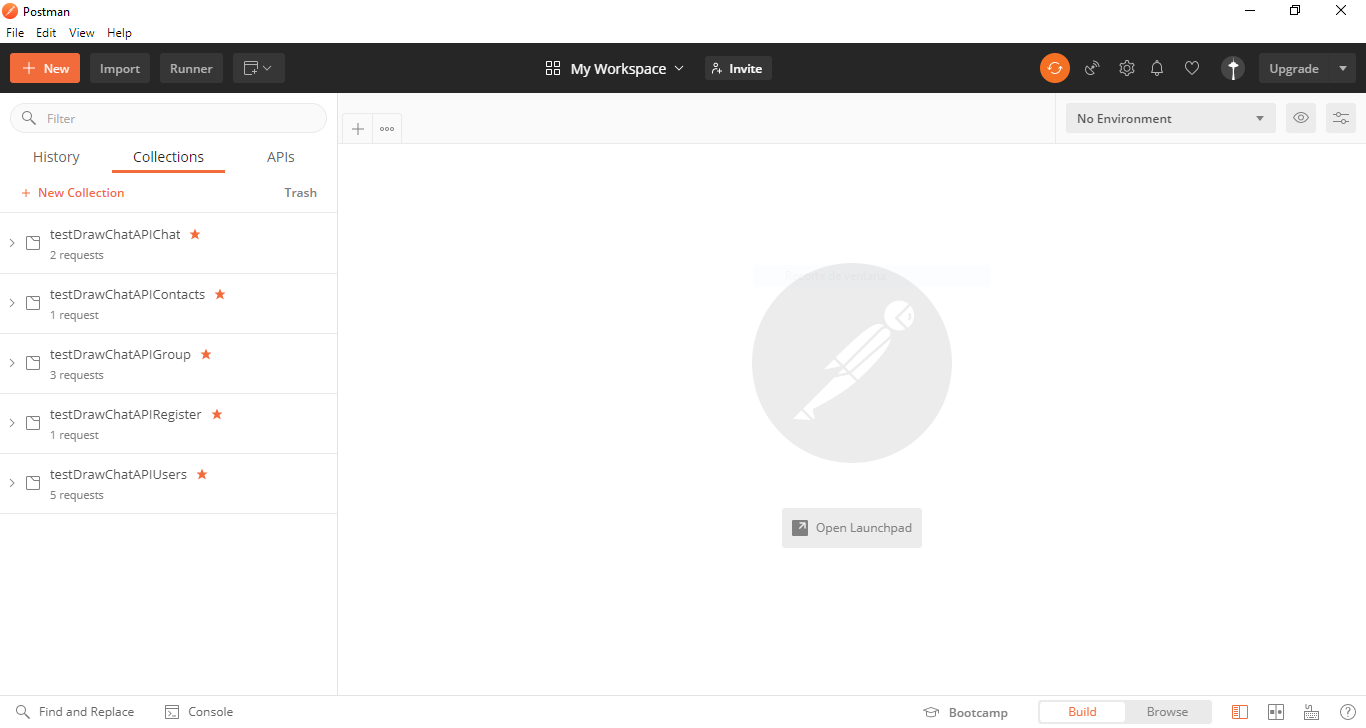 Postman
File Edit View Help
New Import Runner My Workspace Invite Upgrade
Filter
No Environment
History Collections APIs
+ New Collection Trash
testDrawChatAPIChat
2 requests
testDrawChatAPIContacts
1 request
testDrawChatAPIGroup
3 requests
testDrawChatAPIRegister
1 request
testDrawChatAPIUsers
5 requests
Open Launchpad
Find and Replace Console Bootcamp Build Browse